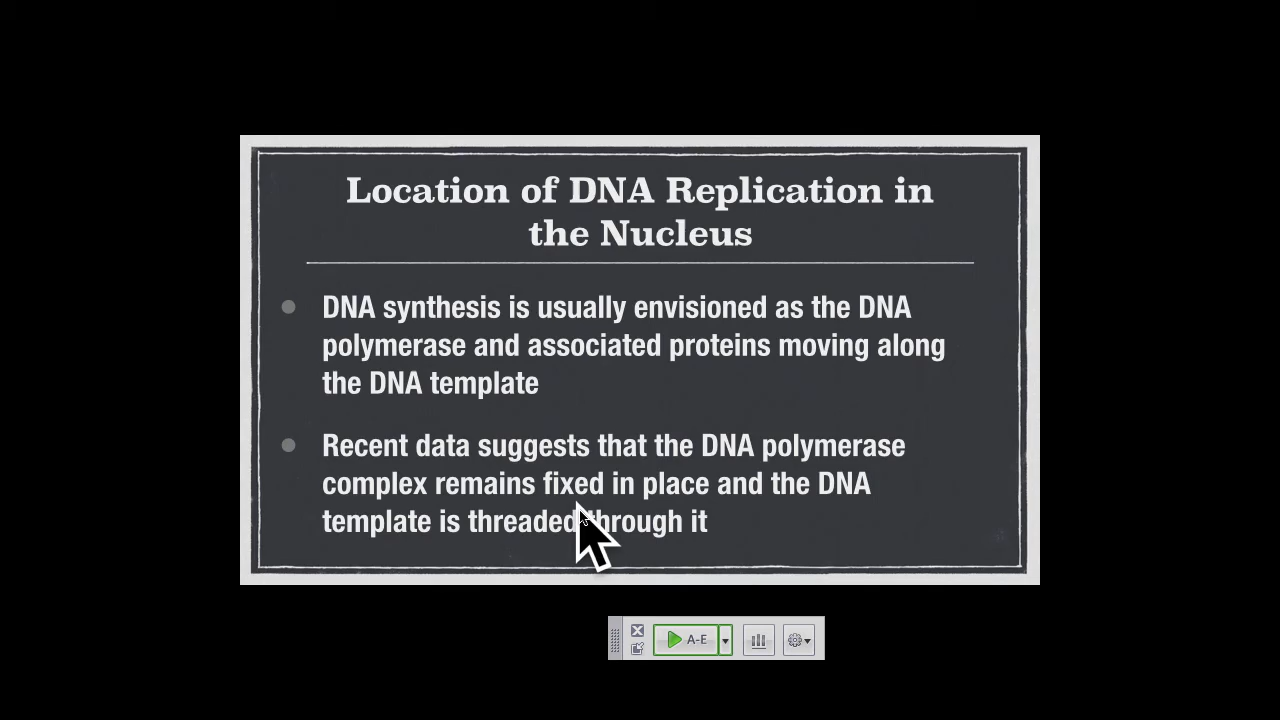 Location of DNA Replication in
the Nucleus
DNA synthesis is usually envisioned as the DNA
polymerase and associated proteins moving along
the DNA template
Recent data suggests that the DNA polymerase
complex remains fixed in place and the DNA
template is threaded through it
A-E